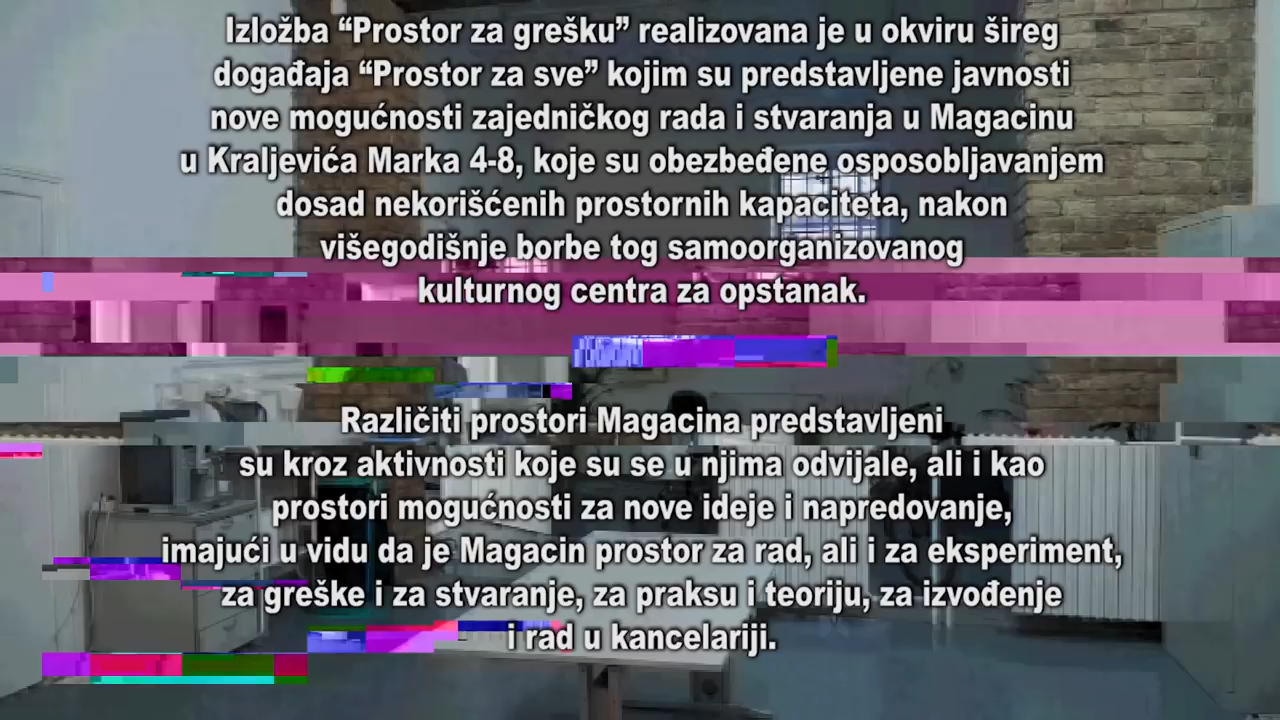 Izložba “Prostor za grešku” realizovana je u okviru šireg
događaja “Prostor za sve” kojim su predstavljene javnosti
nove mogućnosti zajedničkog rada i stvaranja u Magacinu
u Kraljevića Marka 4-8, koje su obezbeđene osposobljavanjem
dosad nekorišćenih prostornih kapaciteta, nakon
višegodišnje borbe tog samoorganizovanog
kulturnog centra za opstanak.
Različiti prostori Magacina predstavljeni
su kroz aktivnosti koje su se u njima odvijale, ali i kao
prostori mogućnosti za nove ideje i napredovanje,
imajući u vidu da je Magacin prostor za rad, ali i za eksperiment,
za greške i za stvaranje, za praksu i teoriju, za izvođenje
i rad u kancelariji.